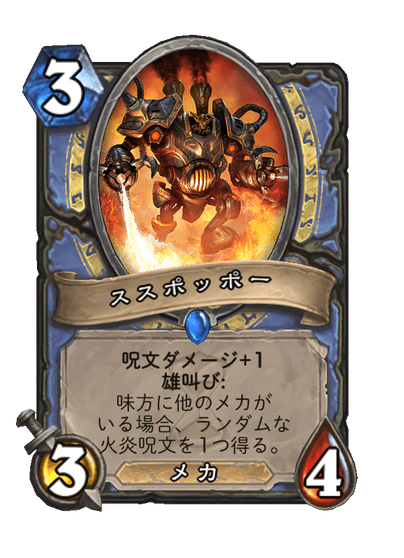 3
ススポッポー
呪文ダメージ+1
雄叫び:
味方に他のメカが
いる場合、ランダムな
火炎呪文を1つ得る。
メカ
3
4